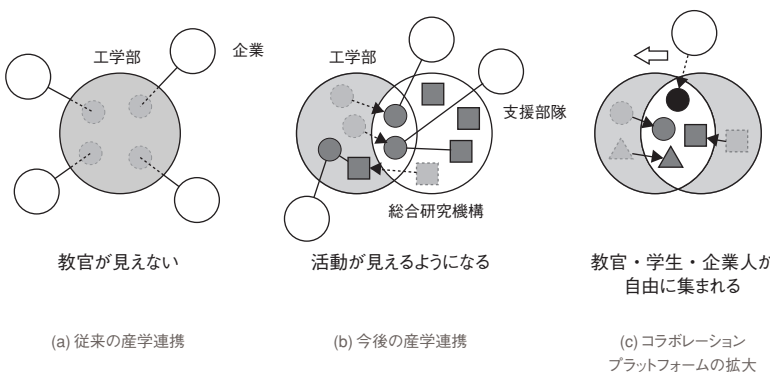 工学部
企業
教官が見えない
(a) 従来の産学連携
工学部
支援部隊
総合研究機構
活動が見えるようになる
(b) 今後の産学連携
教官・学生・企業人が
自由に集まれる
(c) コラボレーション
プラットフォームの拡大